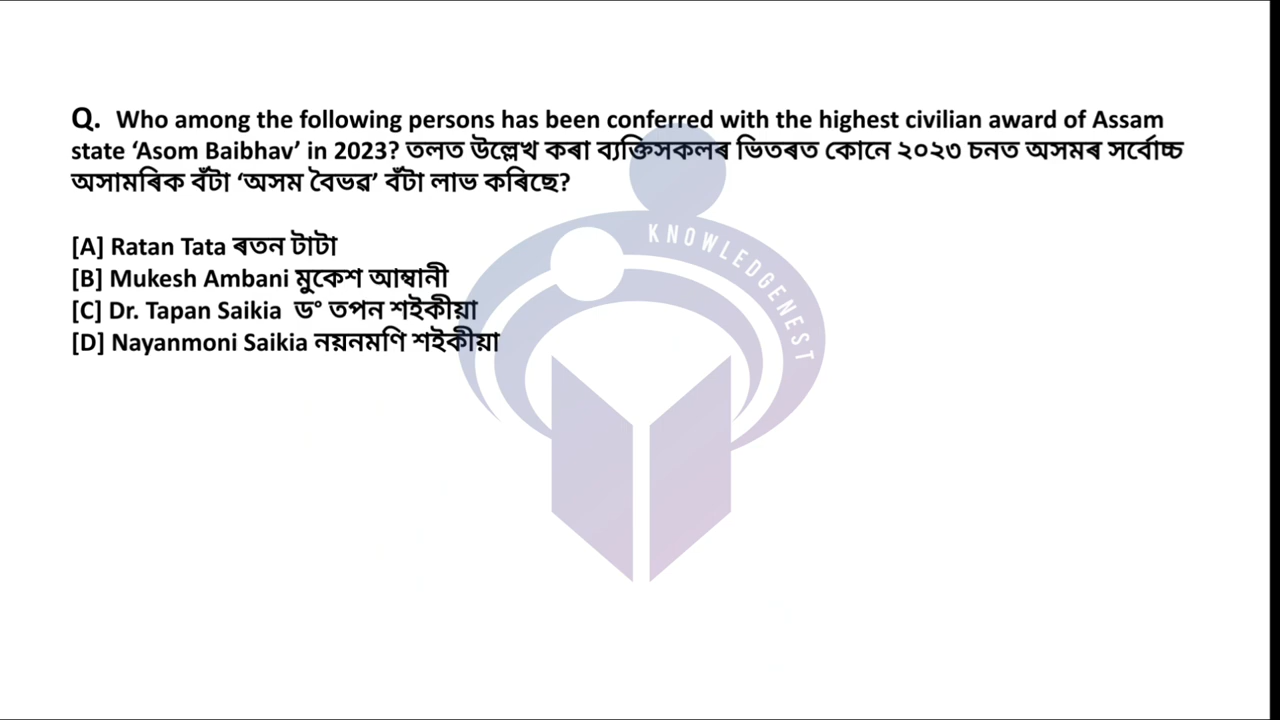 Q. Who among the following persons has been conferred with the highest civilian award of Assam
state ‘Asom Baibhav’ in 2023? তলত উল্লেখ কৰা ব্যক্তিসকলৰ ভিতৰত কোনে ২০২৩ চনত অসমৰ সৰ্বোচ্চ
অসামৰিক বঁটা ‘অসম বৈভৱ’ বঁটা লাভ কৰিছে?
[A] Ratan Tata ৰতন টাটা
[B] Mukesh Ambani মুকেশ আম্বানী
[C] Dr. Tapan Saikia ড° তপন শইকীয়া
[D] Nayanmoni Saikia নয়নমণি শইকীয়া
KNOWLEDGENEST